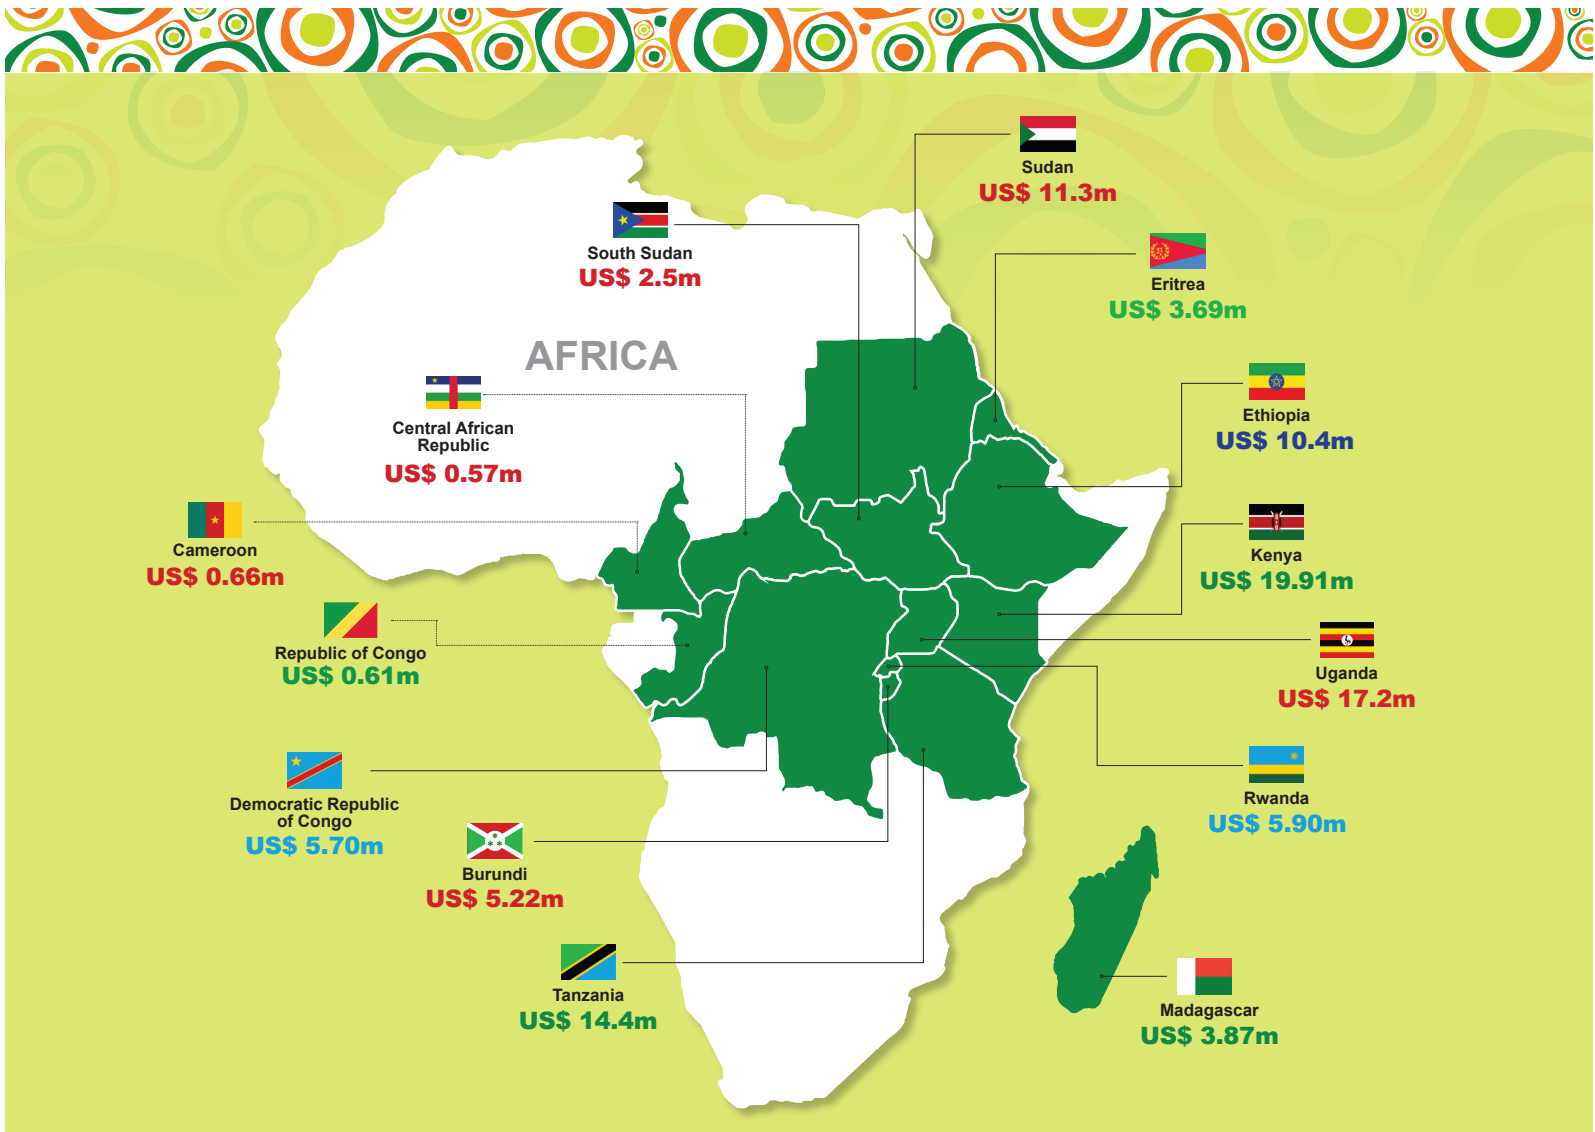 Sudan
US$ 11.3m
South Sudan
US$ 2.5m
Eritrea
US$ 3.69m
AFRICA
Central African
Republic
US$ 0.57m
Ethiopia
US$ 10.4m
Cameroon
US$ 0.66m
Kenya
US$ 19.91m
Republic of Congo
US$ 0.61m
Uganda
US$ 17.2m
Democratic Republic
of Congo
US$ 5.70m
Rwanda
US$ 5.90m
Burundi
US$ 5.22m
Tanzania
US$ 14.4m
Madagascar
US$ 3.87m